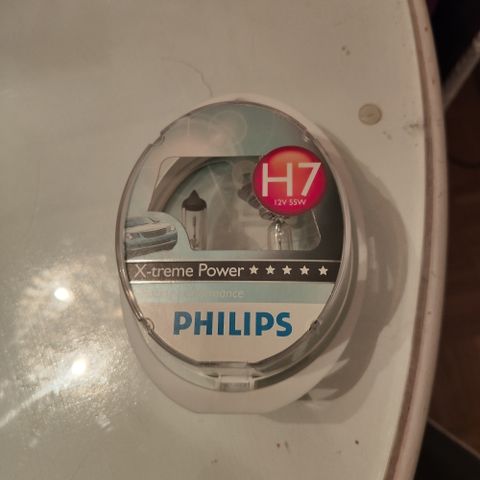 H7
12V 55W
X-treme Power ★★★★★
PHILIPS